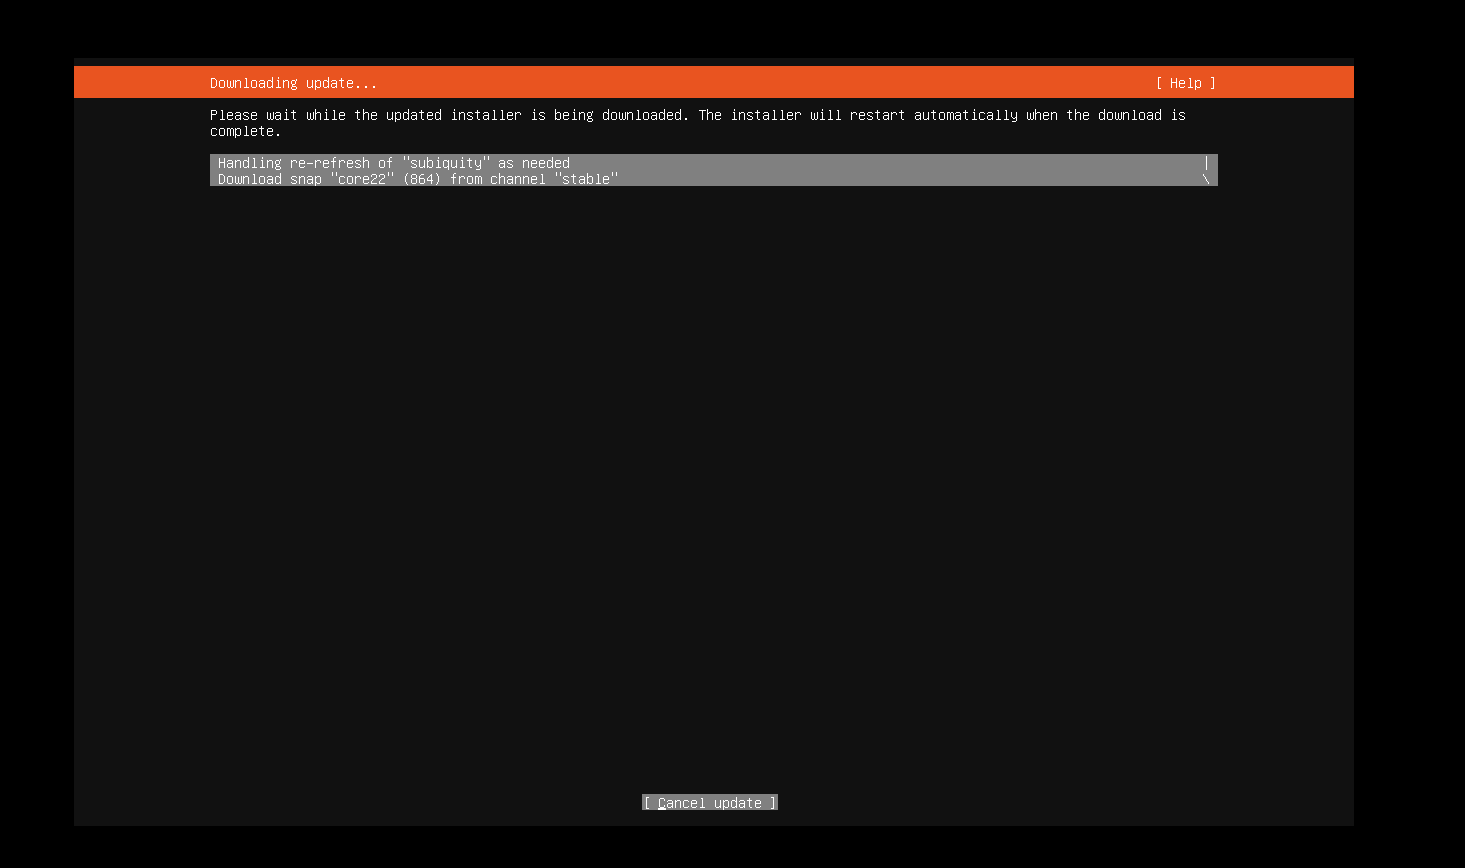 Downloading update...
[ Help ]
Please wait while the updated installer is being downloaded. The installer will restart automatically when the download is
complete.
Handling re-refresh of "subiquity" as needed |
Download snap "core22" (864) from channel "stable" \
[ Cancel update ]